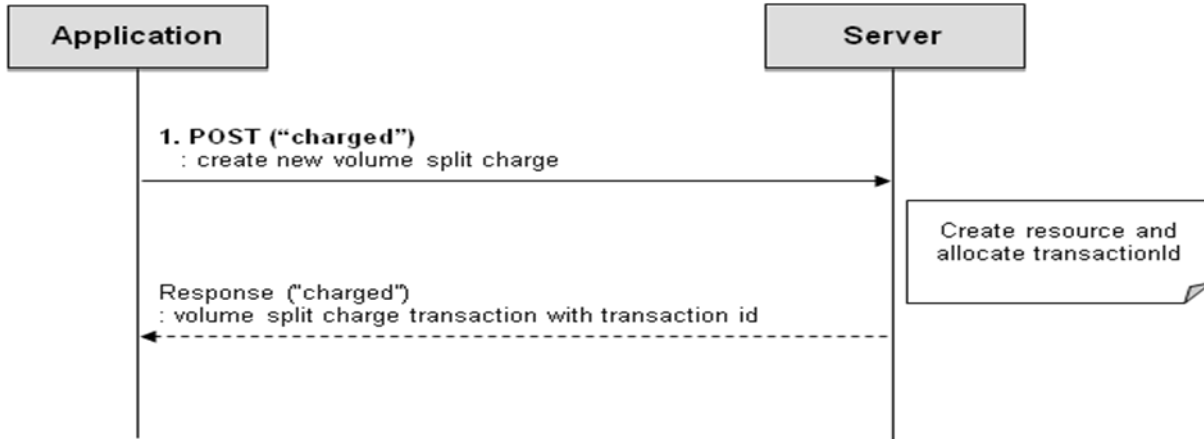 Application
Server
1. POST (“charged”)
: create new volume split charge
Create resource and
allocate transactionId
Response ("charged")
: volume split charge transaction with transaction id